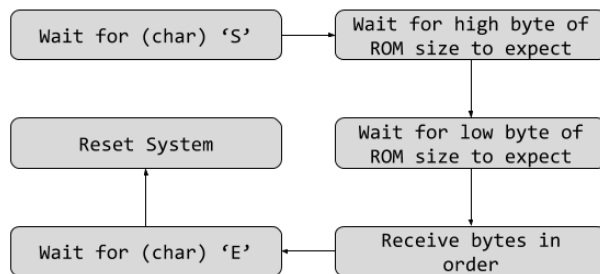 Wait for (char) ‘S’
Wait for high byte of
ROM size to expect
Wait for low byte of
ROM size to expect
Receive bytes in
order
Wait for (char) ‘E’
Reset System